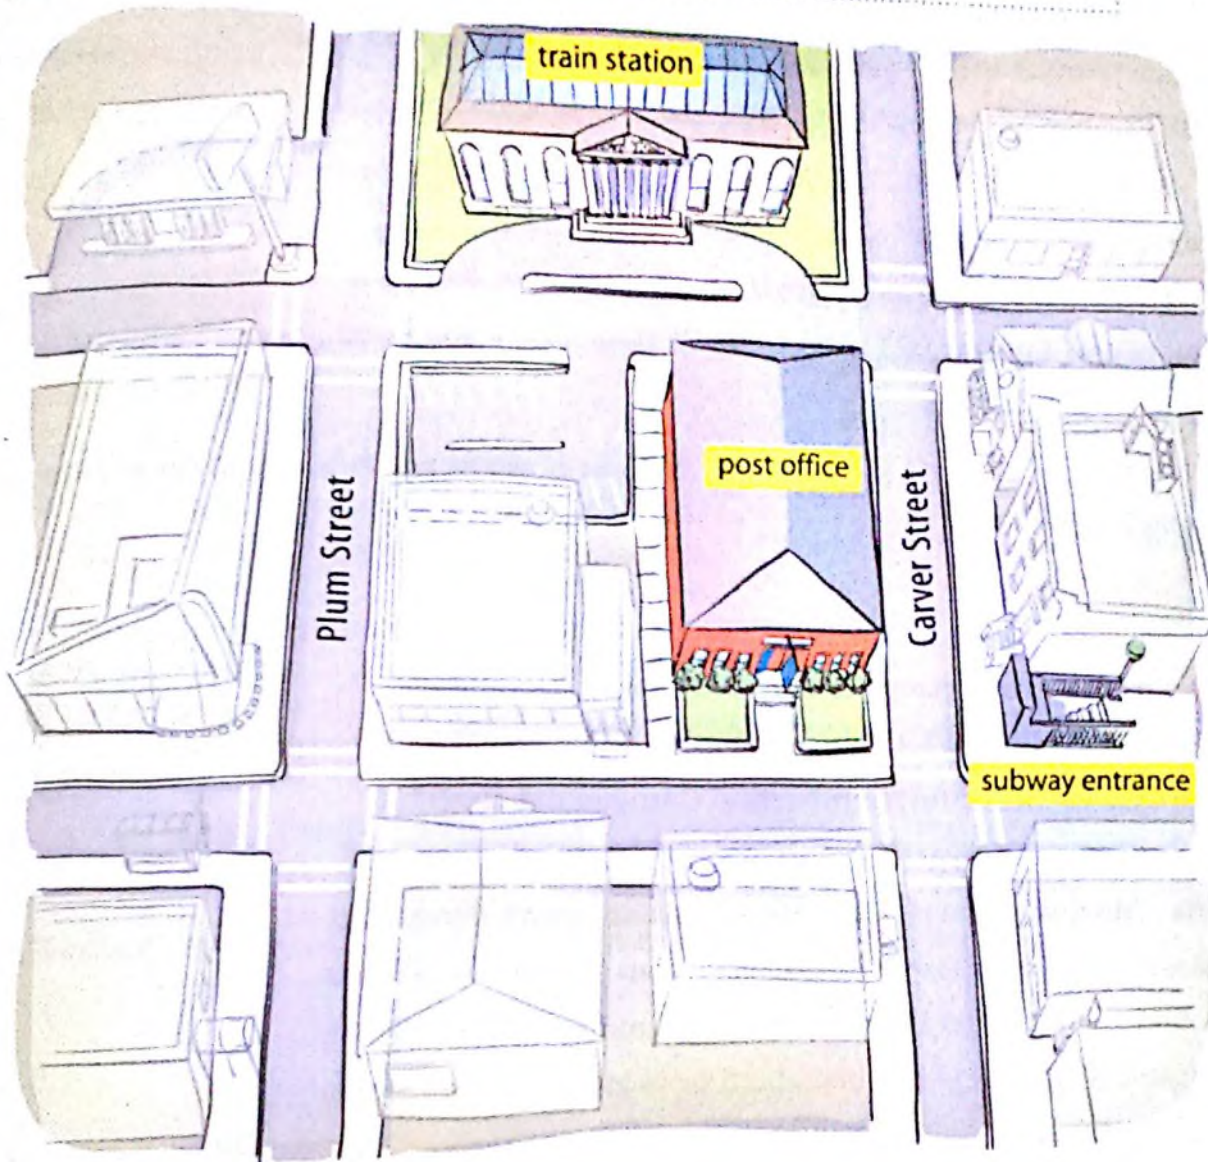 train station
post office
Plum Street
Carver Street
subway entrance